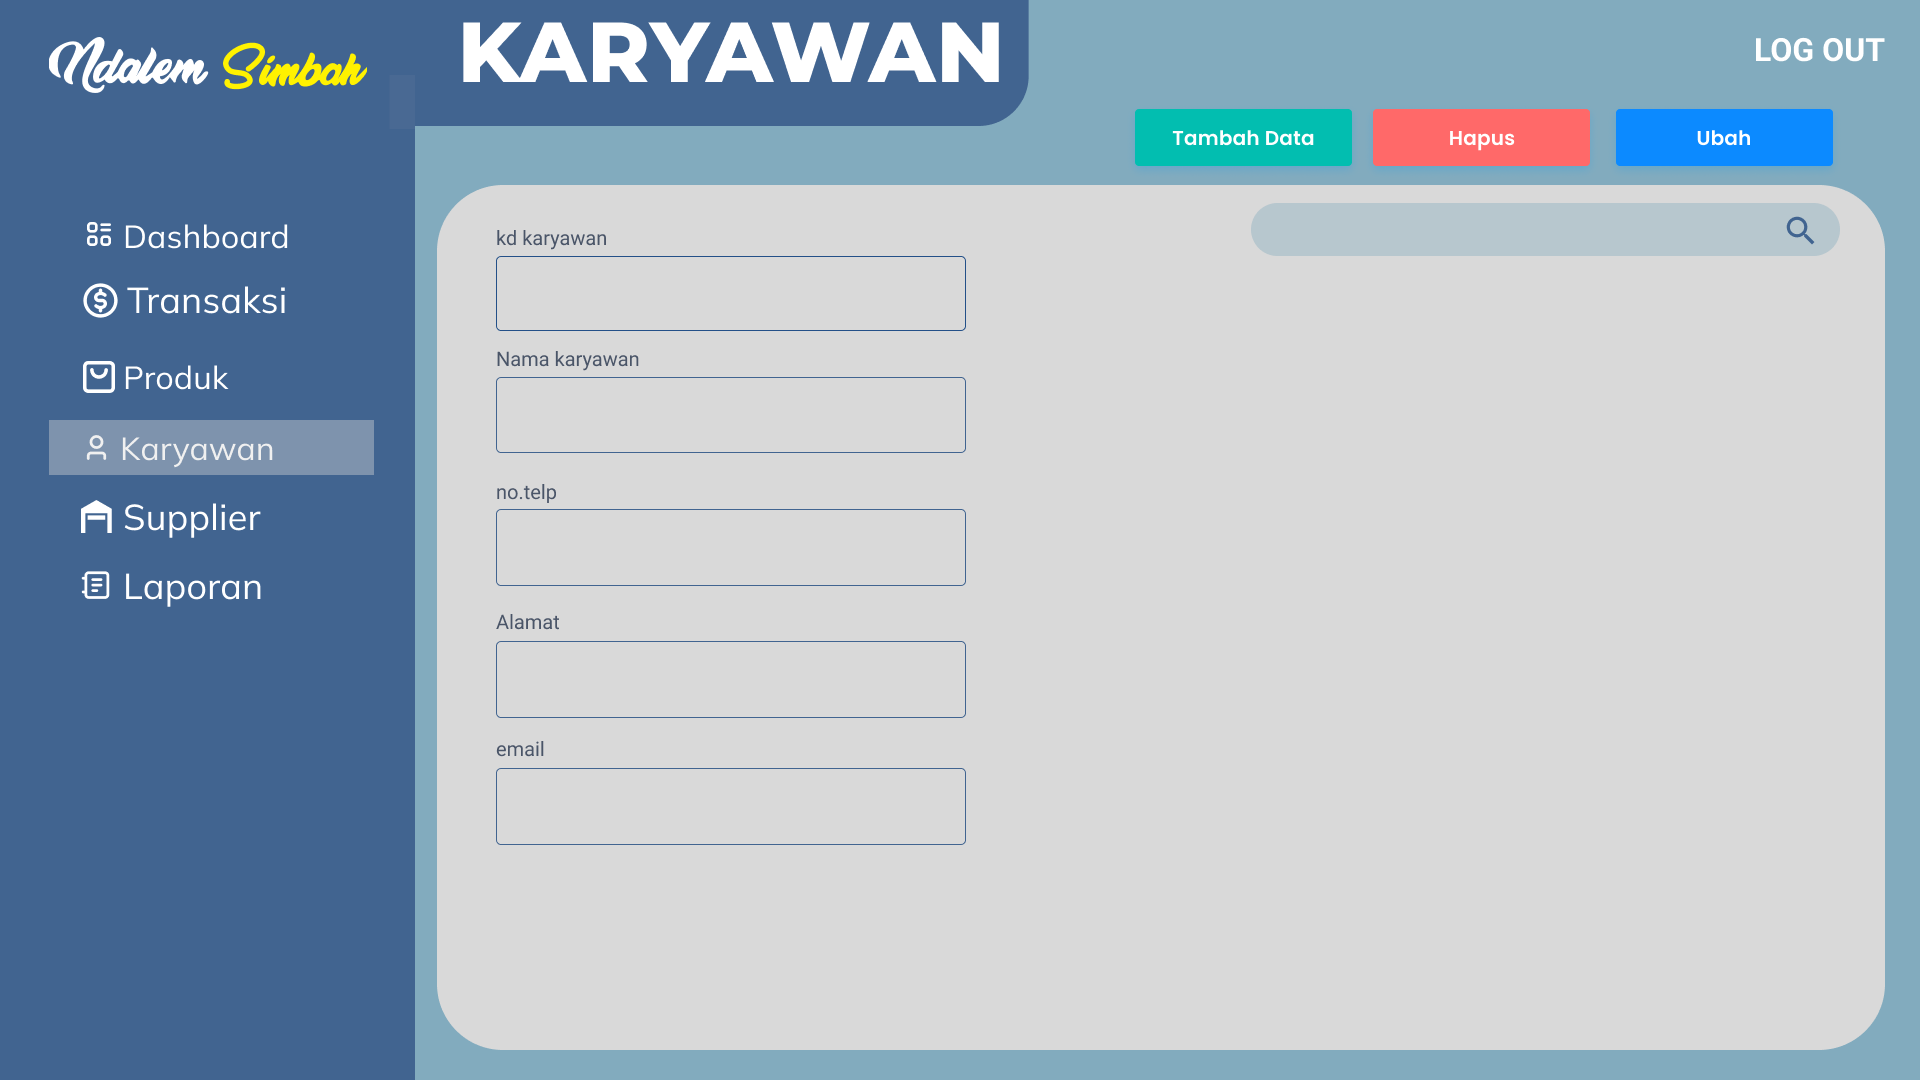 Ndalem Simbah
KARYAWAN
LOG OUT
Tambah Data
Hapus
Ubah
Dashboard
Transaksi
Produk
Karyawan
Supplier
Laporan
kd karyawan
Nama karyawan
no.telp
Alamat
email